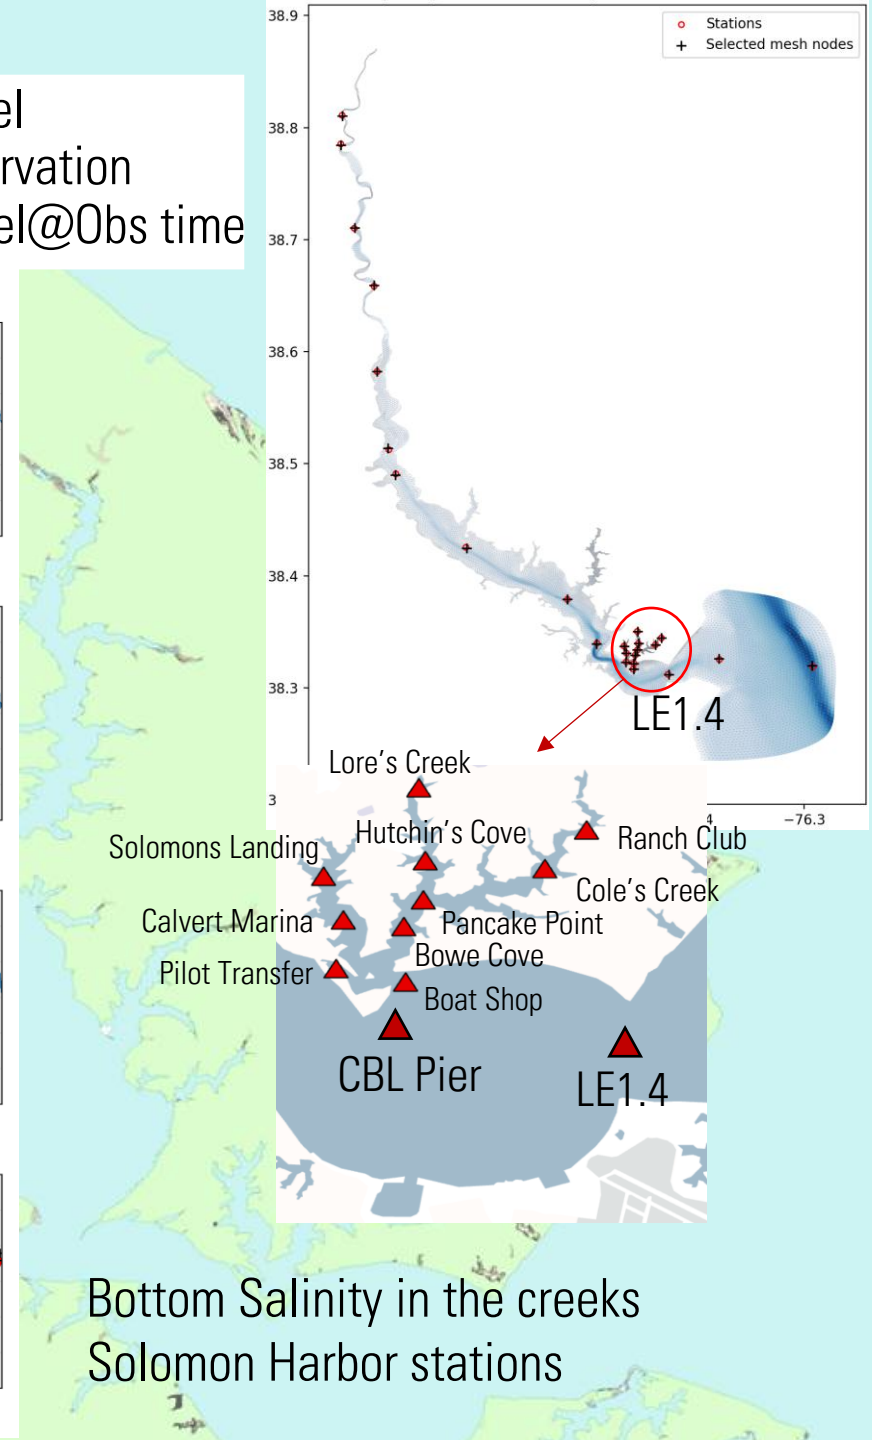 el
rvation
el@Obs time
Stations
Selected mesh nodes
38.9
38.8
38.7
38.6
38.5
38.4
38.3
3
4
−76.3
LE1.4
Lore's Creek
Hutchin's Cove
Ranch Club
Solomons Landing
Cole's Creek
Calvert Marina
Pancake Point
Bowe Cove
Pilot Transfer
Boat Shop
CBL Pier
LE1.4
Bottom Salinity in the creeks
Solomon Harbor stations